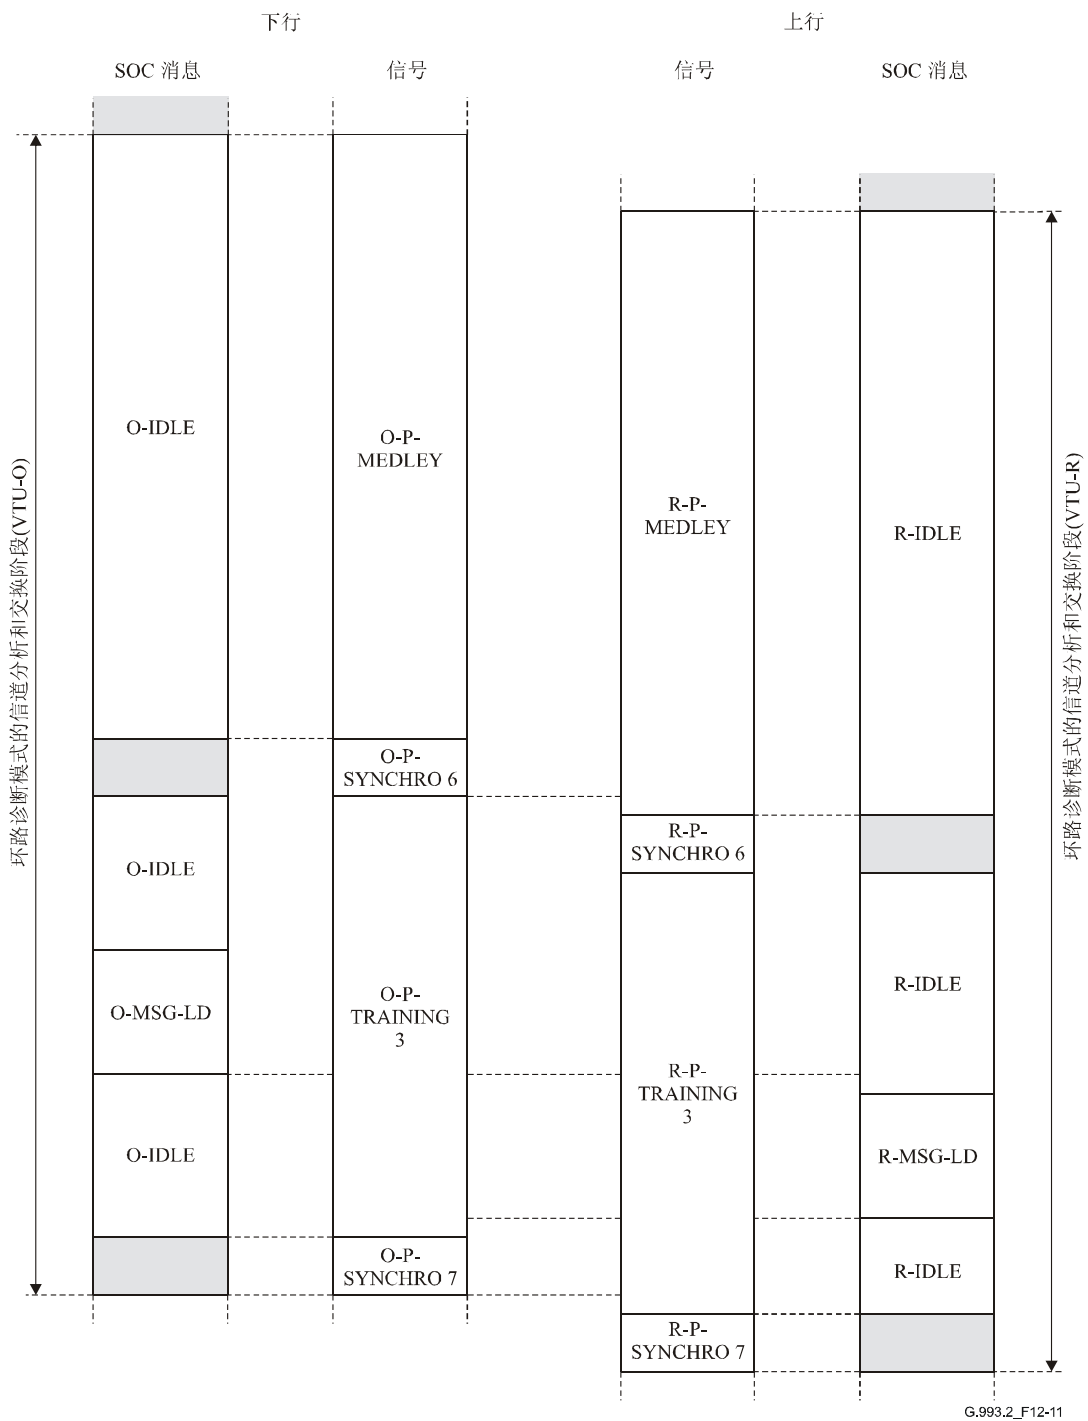 下行
上行
SOC 消息
信号
信号
SOC 消息
O-IDLE
O-P-
MEDLEY
R-P-
MEDLEY
R-IDLE
环路诊断模式的信道分析和交换阶段(VTU-O)
环路诊断模式的信道分析和交换阶段(VTU-R)
O-P-
SYNCHRO 6
R-P-
SYNCHRO 6
O-IDLE
O-MSG-LD
O-P-
TRAINING
3
R-IDLE
R-P-
TRAINING
3
O-IDLE
R-MSG-LD
O-P-
SYNCHRO 7
R-IDLE
R-P-
SYNCHRO 7
G.993.2_F12-11